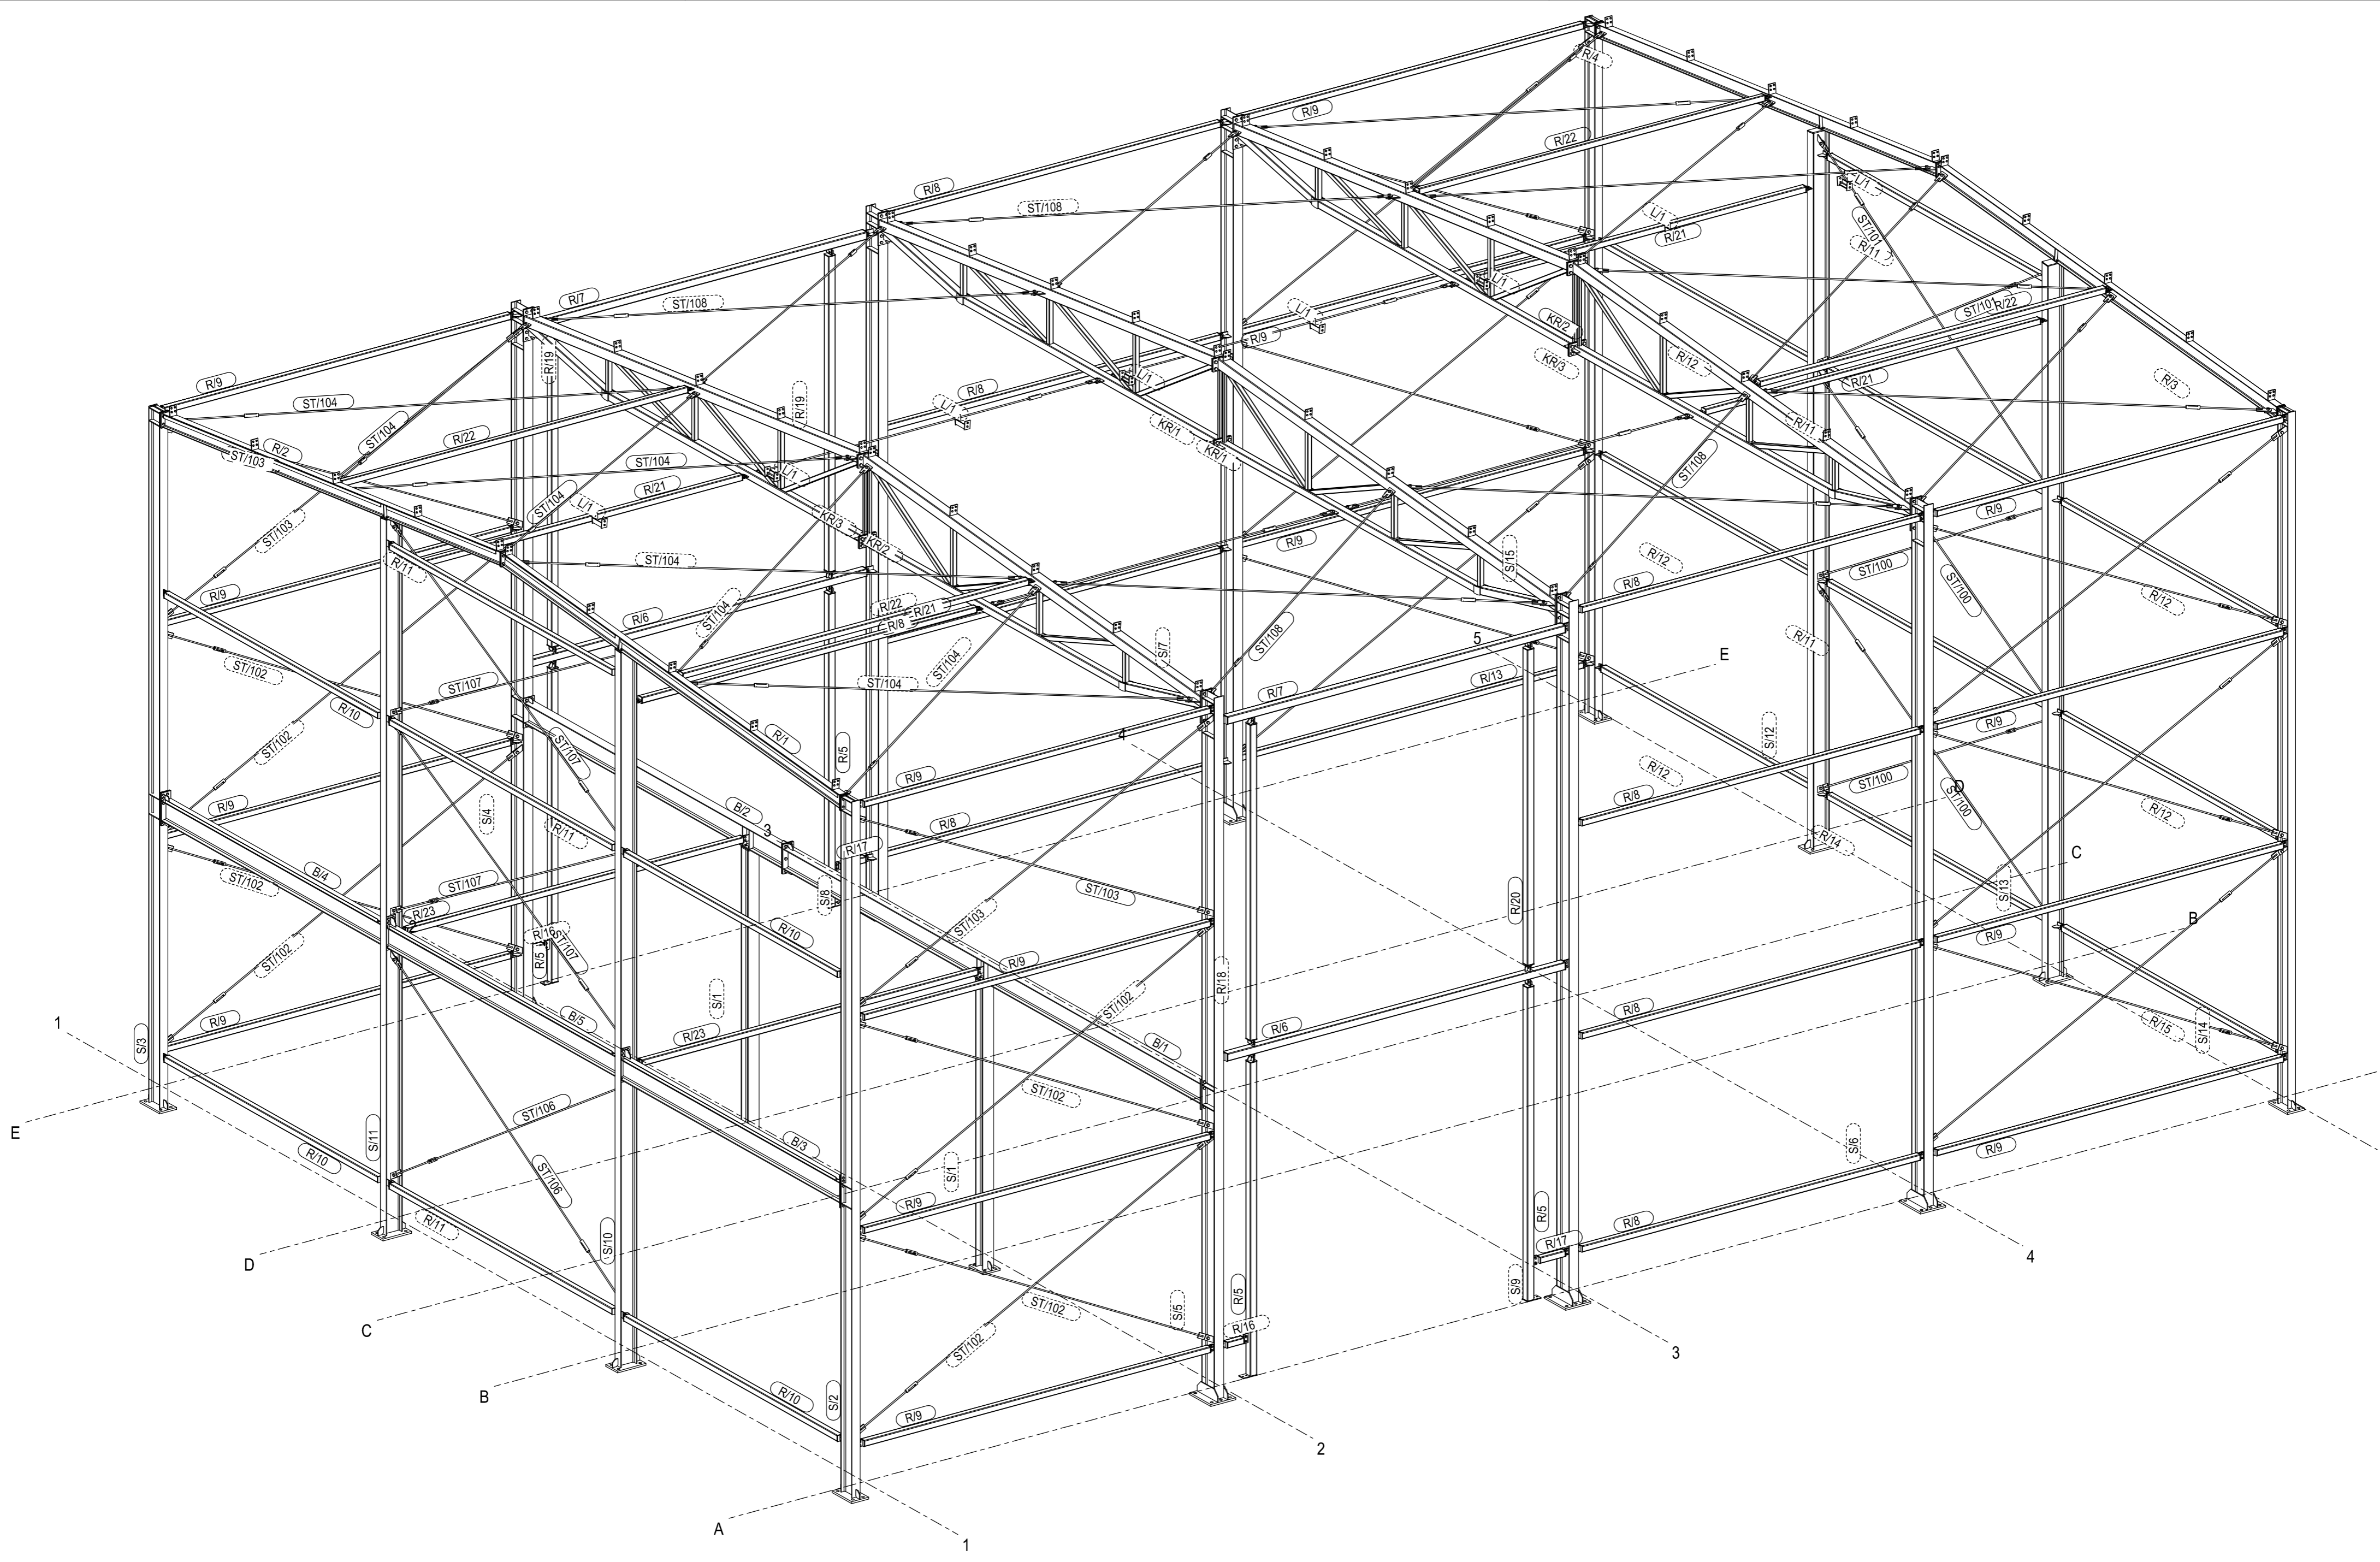 R/4
R/9
R/22
R/8
ST/108
L/1
L/1
R/21
ST/101
R/11
R/7
ST/108
L/1
L/1
R/9
KR/2
KR/3
R/12
ST/101
R/22
R/21
R/3
R/19
R/9
ST/104
ST/104
R/22
R/2
ST/103
R/19
R/8
L/1
L/1
KR/1
KR/1
R/11
ST/104
L/1
R/21
ST/104
L/1
ST/108
ST/103
KR/3
KR/2
R/9
R/9
R/11
ST/104
S/15
R/12
R/8
ST/100
ST/100
R/12
R/9
R/6
R/22
R/21
R/8
ST/104
ST/104
S/7
ST/108
5
E
R/11
ST/102
ST/107
ST/104
R/7
R/13
R/10
ST/102
ST/107
R/1
R/5
4
R/9
R/12
S/12
R/9
R/8
ST/100
D
ST/100
R/12
R/9
S/4
B/2
3
R/11
R/17
R/8
R/14
C
B/4
ST/102
ST/107
S/8
ST/103
R/20
S/13
B
R/23
2
R/16
R/5
ST/107
R/10
ST/103
R/9
ST/102
R/9
R/18
ST/102
S/1
1
S/3
R/9
B/5
R/23
R/6
B/1
R/8
R/15
S/14
ST/102
E
R/10
S/11
ST/106
ST/106
B/3
S/1
S/6
R/9
R/9
R/11
S/10
R/5
R/17
R/8
D
ST/102
S/5
R/5
R/16
S/9
4
C
ST/102
3
B
R/10
S/2
R/9
2
A
1